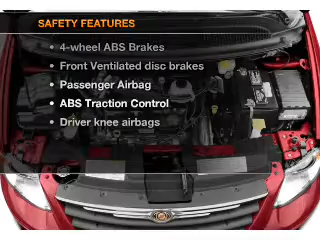 SAFETY FEATURES
• 4-wheel ABS Brakes
• Front Ventilated disc brakes
• Passenger Airbag
• ABS Traction Control
• Driver knee airbags